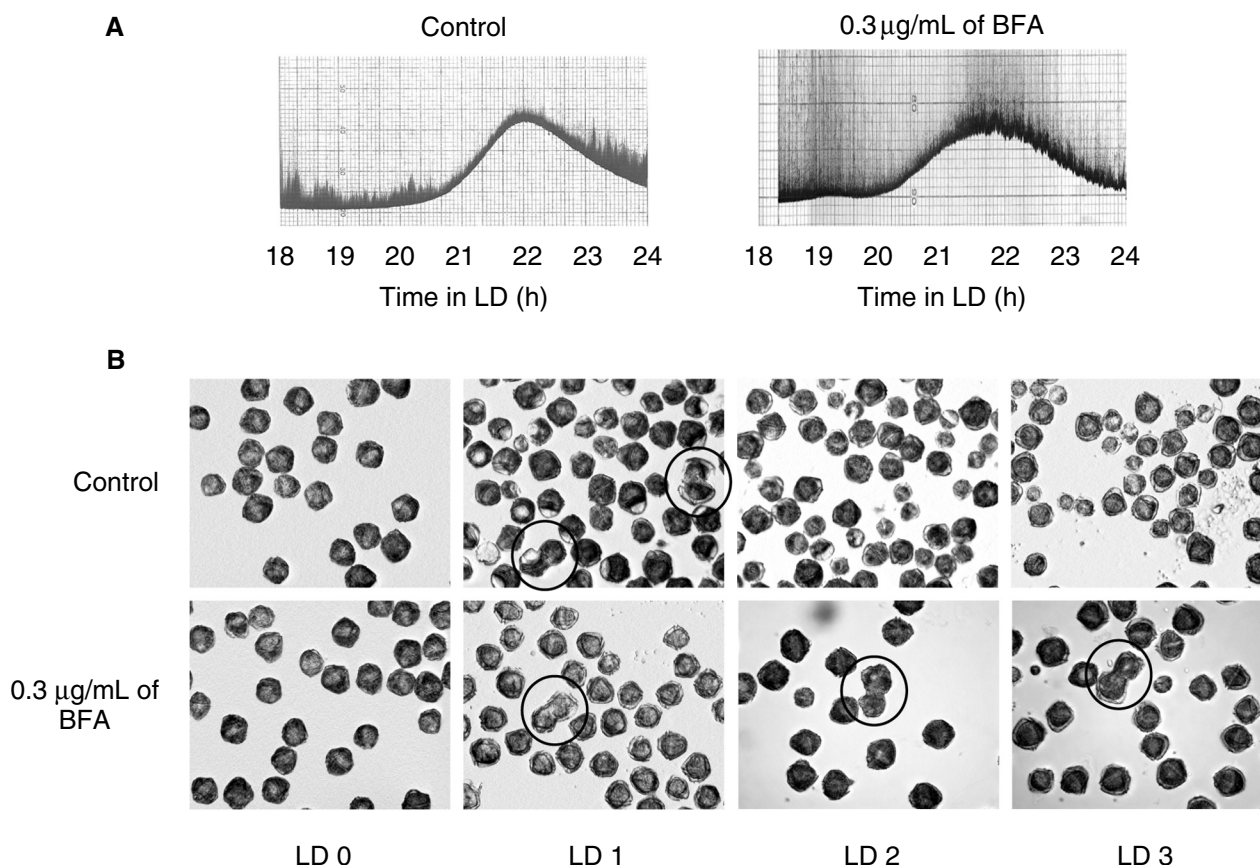 A
Control
0.3 μg/mL of BFA
18 19 20 21 22 23 24
Time in LD (h)
18 19 20 21 22 23 24
Time in LD (h)
B
Control
0.3 μg/mL of
BFA
LD 0
LD 1
LD 2
LD 3